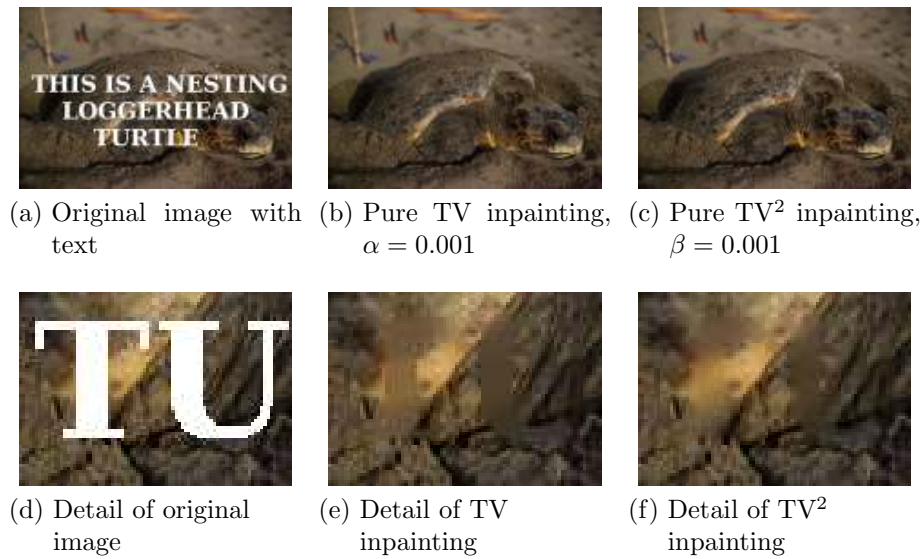 THIS IS A NESTING
LOGGERHEAD
TURTLE
(a) Original image with
text
(b) Pure TV inpainting,
α = 0.001
(c) Pure TV² inpainting,
β = 0.001
TU
(d) Detail of original
image
(e) Detail of TV
inpainting
(f) Detail of TV²
inpainting